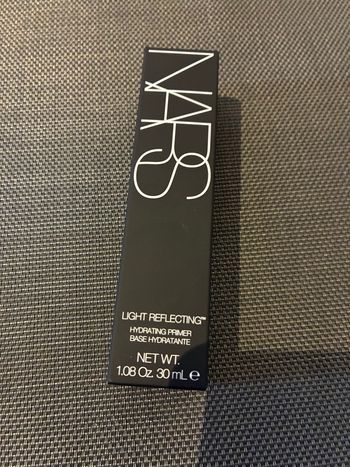 NARS
LIGHT REFLECTING™
HYDRATING PRIMER
BASE HYDRATANTE
NET WT.
1.08 Oz. 30 mL ℮